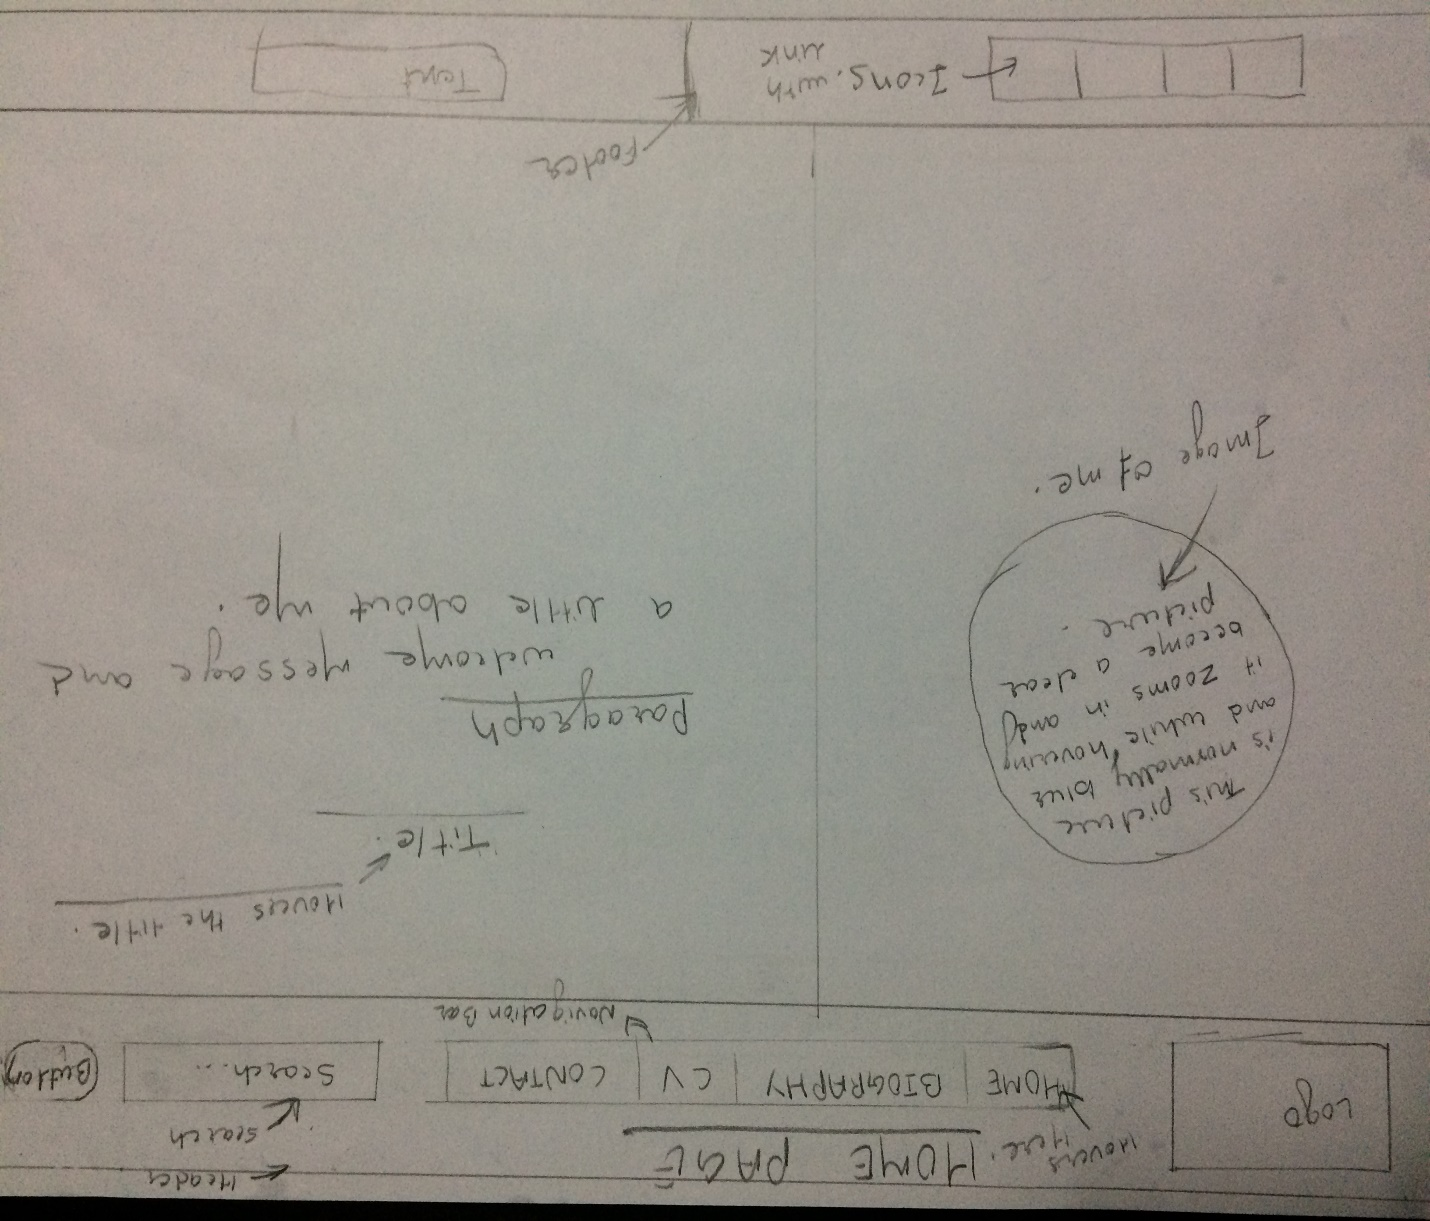 HOME PAGE
Header
Logo
Hovers
Here.
Search
HOME
BIOGRAPHY
CV
CONTACT
Search...
Button
Navigation Bar
Hovers the title.
Title.
This picture
is normally blue
and while hovering
it zooms in and
become a clear
picture.
Image of me.
Paragraph
welcome message and
a little about me.
Footer
Icons with
link
Text